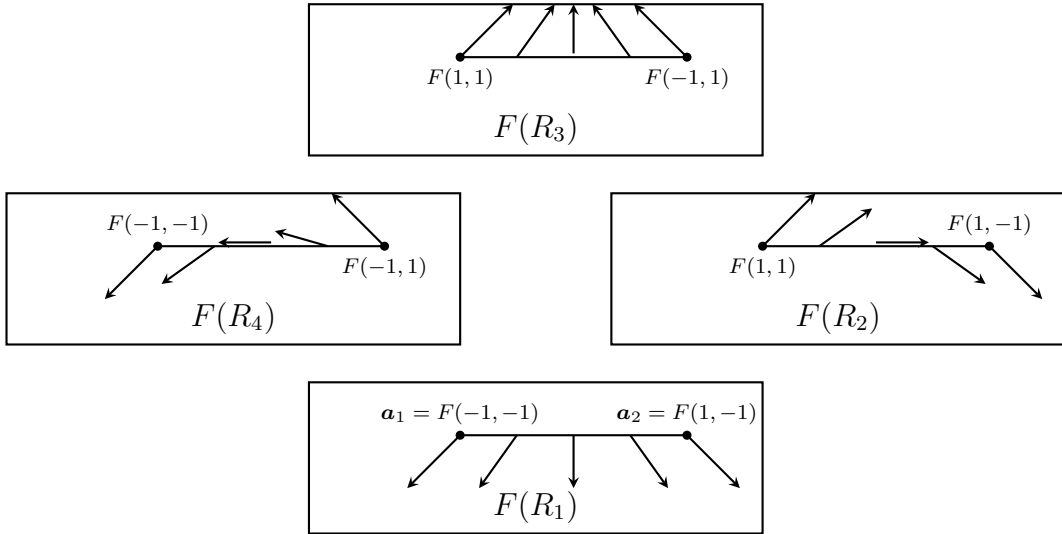 F(1, 1)
F(−1, 1)
F(R₃)
F(−1, −1)
F(−1, 1)
F(R₄)
F(1, −1)
F(1, 1)
F(R₂)
𝒂₁ = F(−1, −1)
𝒂₂ = F(1, −1)
F(R₁)